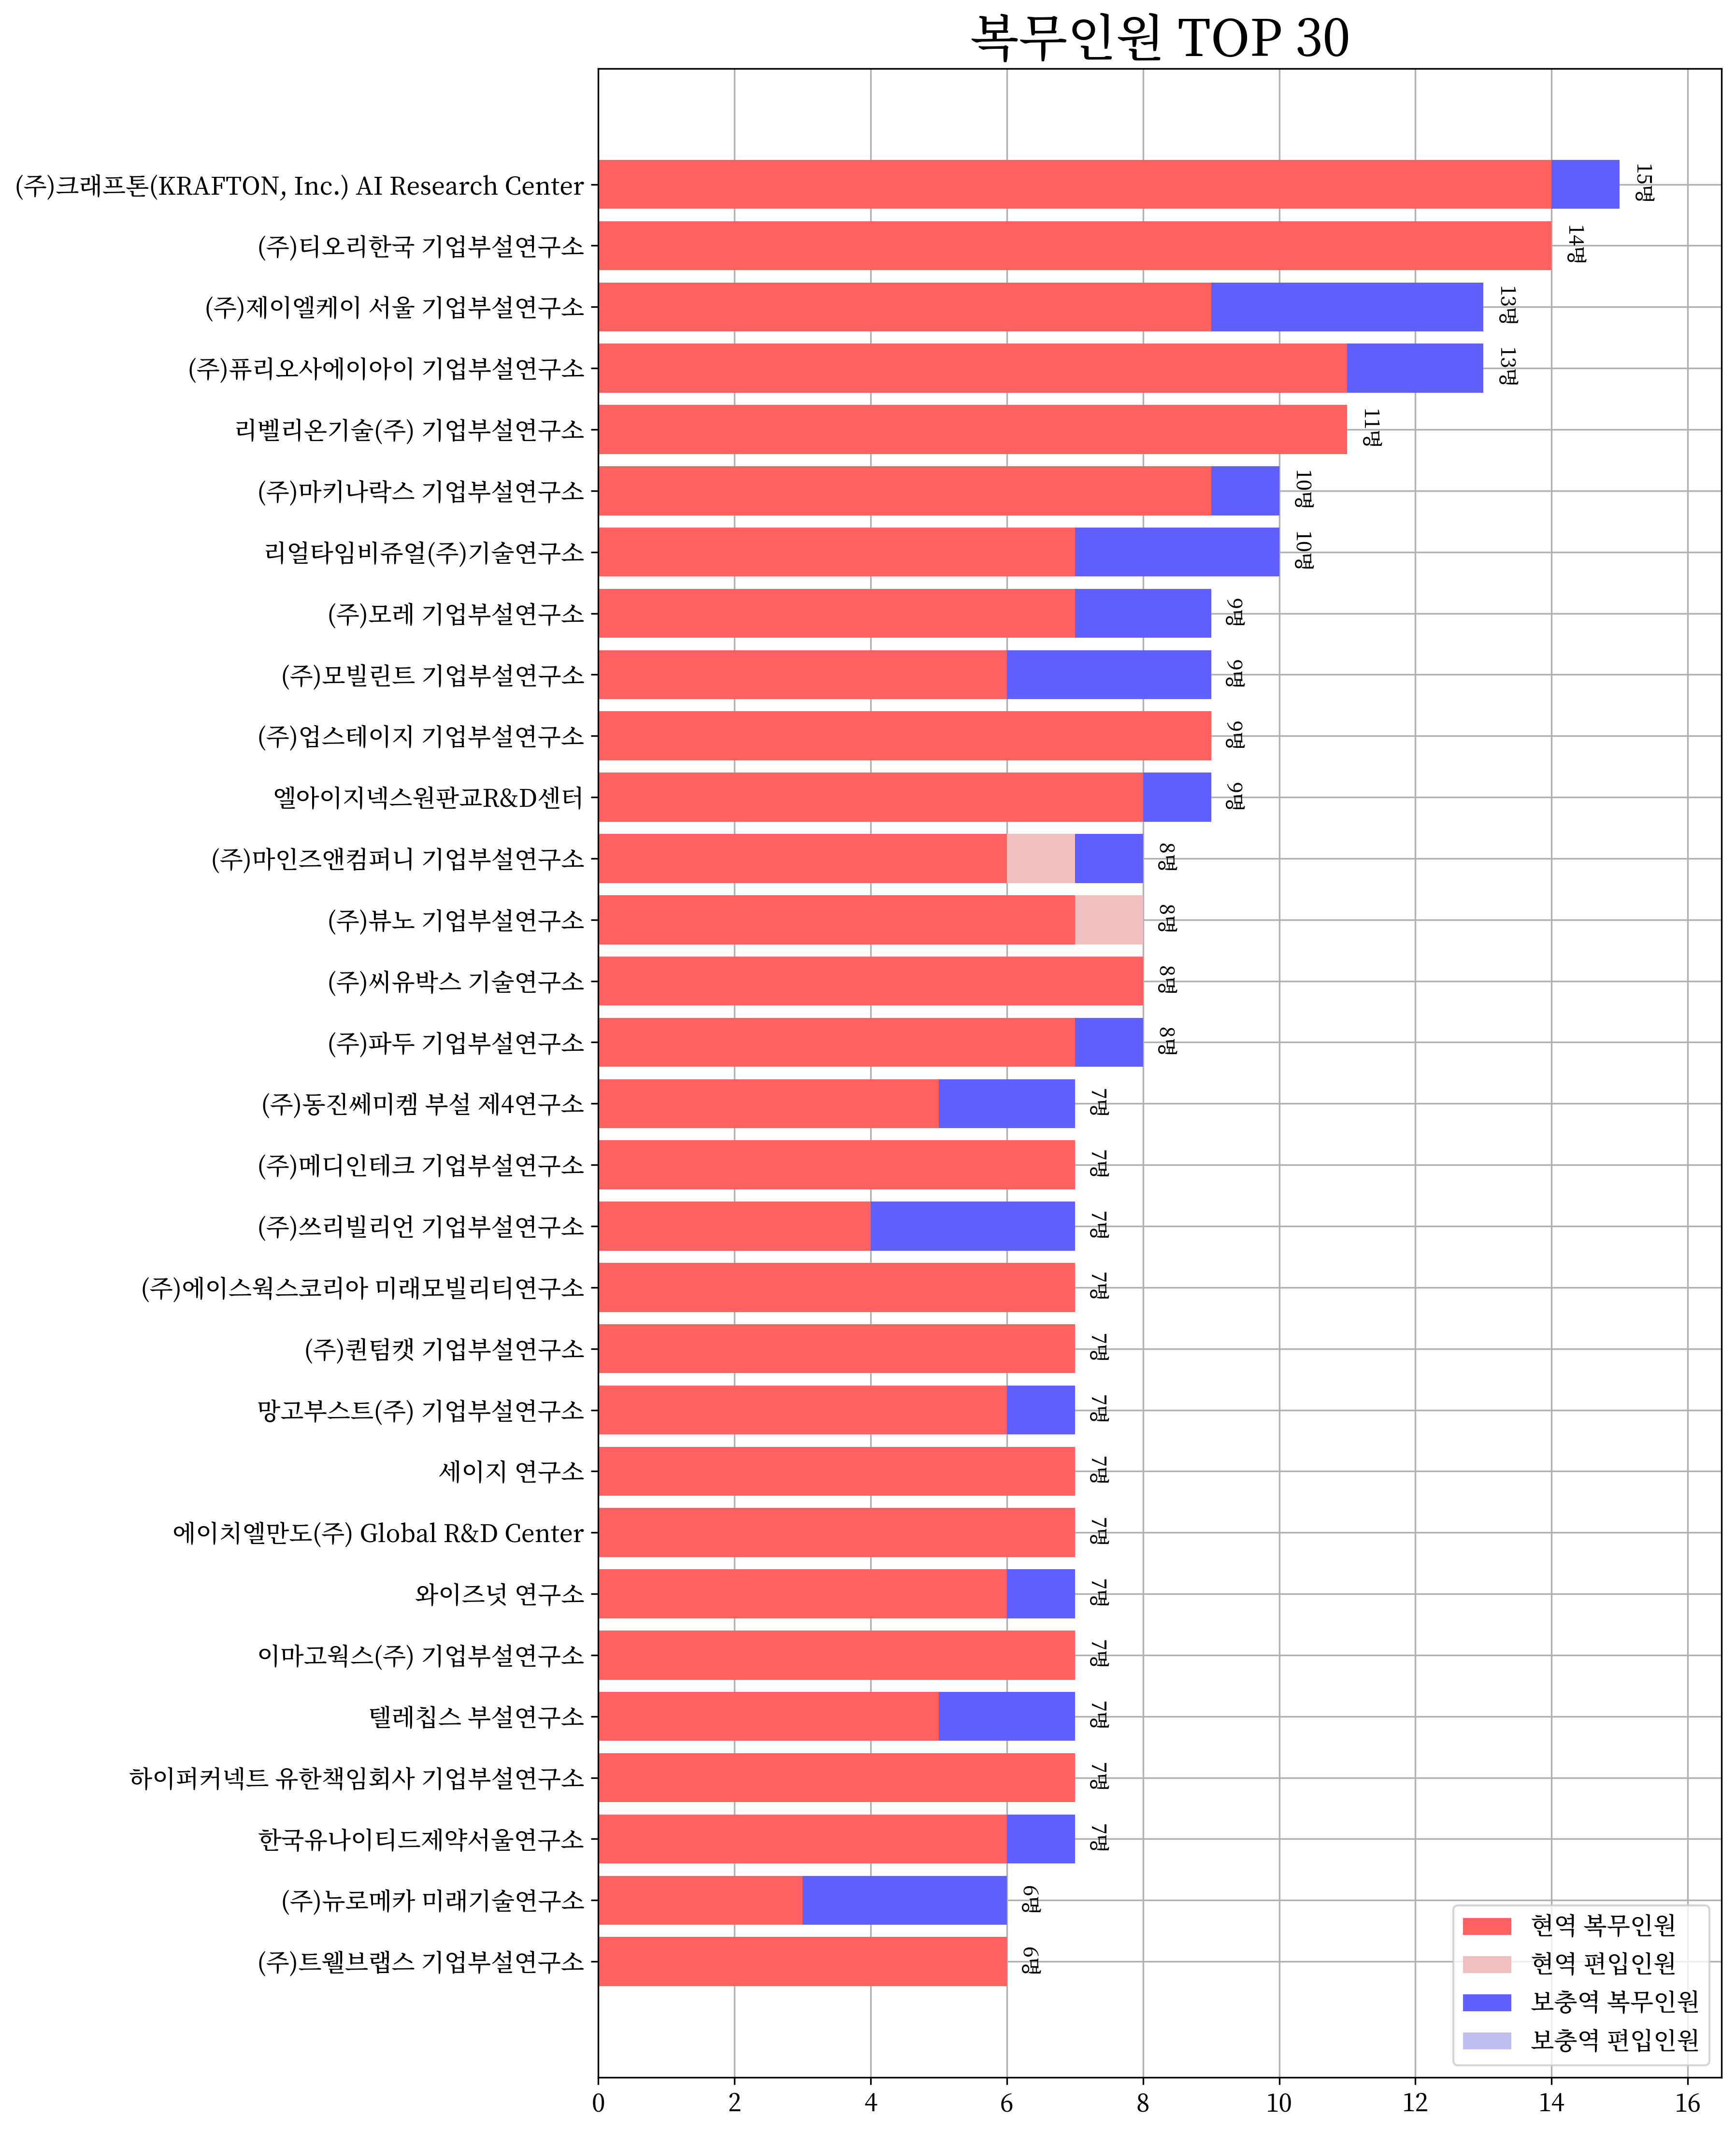 복무인원 TOP 30
(주)크래프톤(KRAFTON, Inc.) AI Research Center 15명
(주)티오리한국 기업부설연구소 14명
(주)제이엘케이 서울 기업부설연구소 13명
(주)퓨리오사에이아이 기업부설연구소 13명
리벨리온기술(주) 기업부설연구소 11명
(주)마키나락스 기업부설연구소 10명
리얼타임비쥬얼(주)기술연구소 10명
(주)모레 기업부설연구소 9명
(주)모빌린트 기업부설연구소 9명
(주)업스테이지 기업부설연구소 9명
엘아이지넥스원판교R&D센터 9명
(주)마인즈앤컴퍼니 기업부설연구소 8명
(주)뷰노 기업부설연구소 8명
(주)씨유박스 기술연구소 8명
(주)파두 기업부설연구소 8명
(주)동진쎄미켐 부설 제4연구소 7명
(주)메디인테크 기업부설연구소 7명
(주)쓰리빌리언 기업부설연구소 7명
(주)에이스웍스코리아 미래모빌리티연구소 7명
(주)퀀텀캣 기업부설연구소 7명
망고부스트(주) 기업부설연구소 7명
세이지 연구소 7명
에이치엘만도(주) Global R&D Center 7명
와이즈넛 연구소 7명
이마고웍스(주) 기업부설연구소 7명
텔레칩스 부설연구소 7명
하이퍼커넥트 유한책임회사 기업부설연구소 7명
한국유나이티드제약서울연구소 7명
(주)뉴로메카 미래기술연구소 6명
(주)트웰브랩스 기업부설연구소 6명
현역 복무인원
현역 편입인원
보충역 복무인원
보충역 편입인원
0 2 4 6 8 10 12 14 16